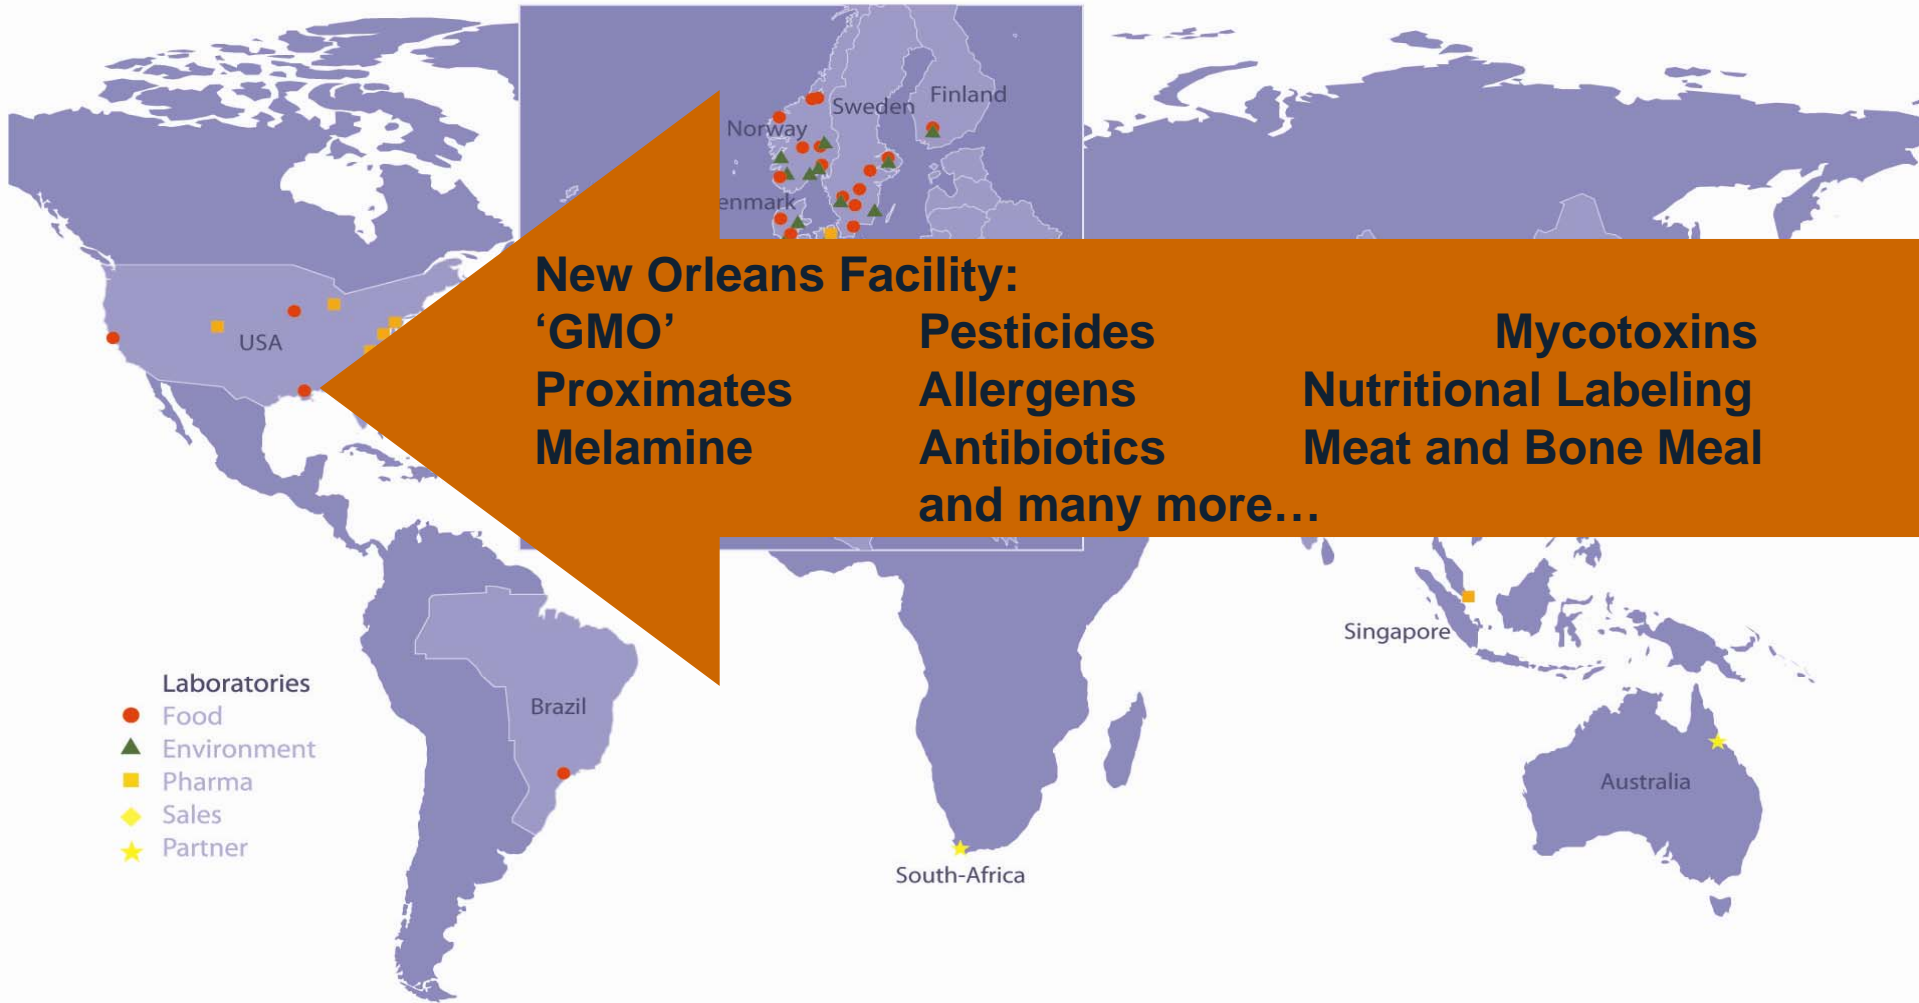 Finland
Sweden
Norway
enmark
New Orleans Facility:
‘GMO’ Pesticides Mycotoxins
Proximates Allergens Nutritional Labeling
Melamine Antibiotics Meat and Bone Meal
and many more…
USA
Singapore
Laboratories
Food
Environment
Pharma
Sales
Partner
Brazil
Australia
South-Africa